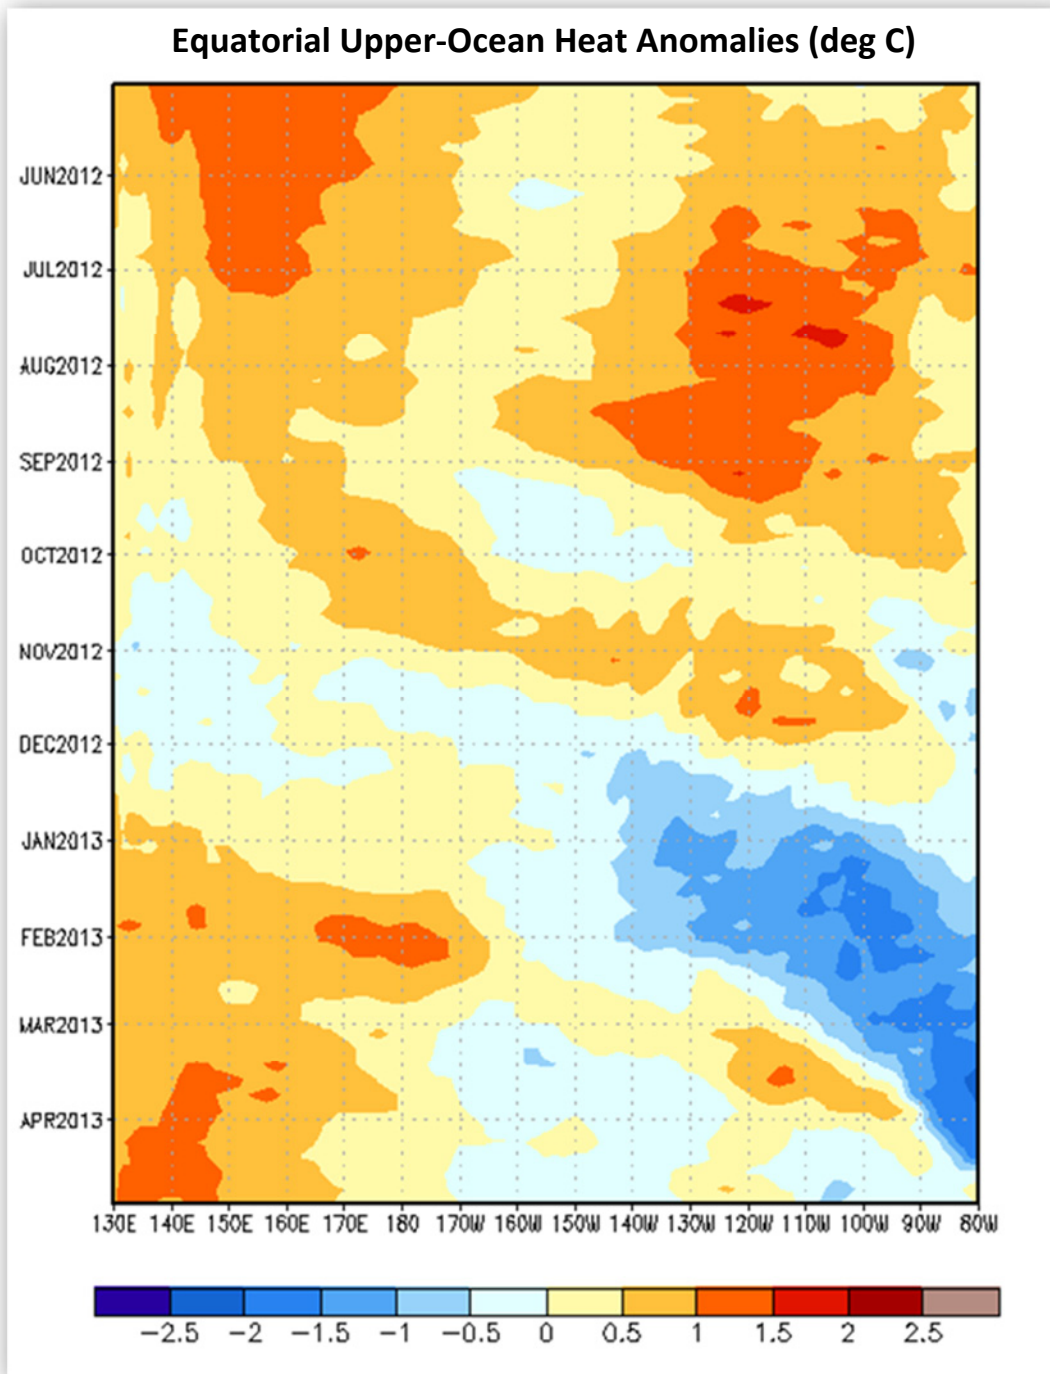 Equatorial Upper-Ocean Heat Anomalies (deg C)
JUN2012
JUL2012
AUG2012
SEP2012
OCT2012
NOV2012
DEC2012
JAN2013
FEB2013
MAR2013
APR2013
130E 140E 150E 160E 170E 180 170W 160W 150W 140W 130W 120W 110W 100W 90W 80W
−2.5 −2 −1.5 −1 −0.5 0 0.5 1 1.5 2 2.5